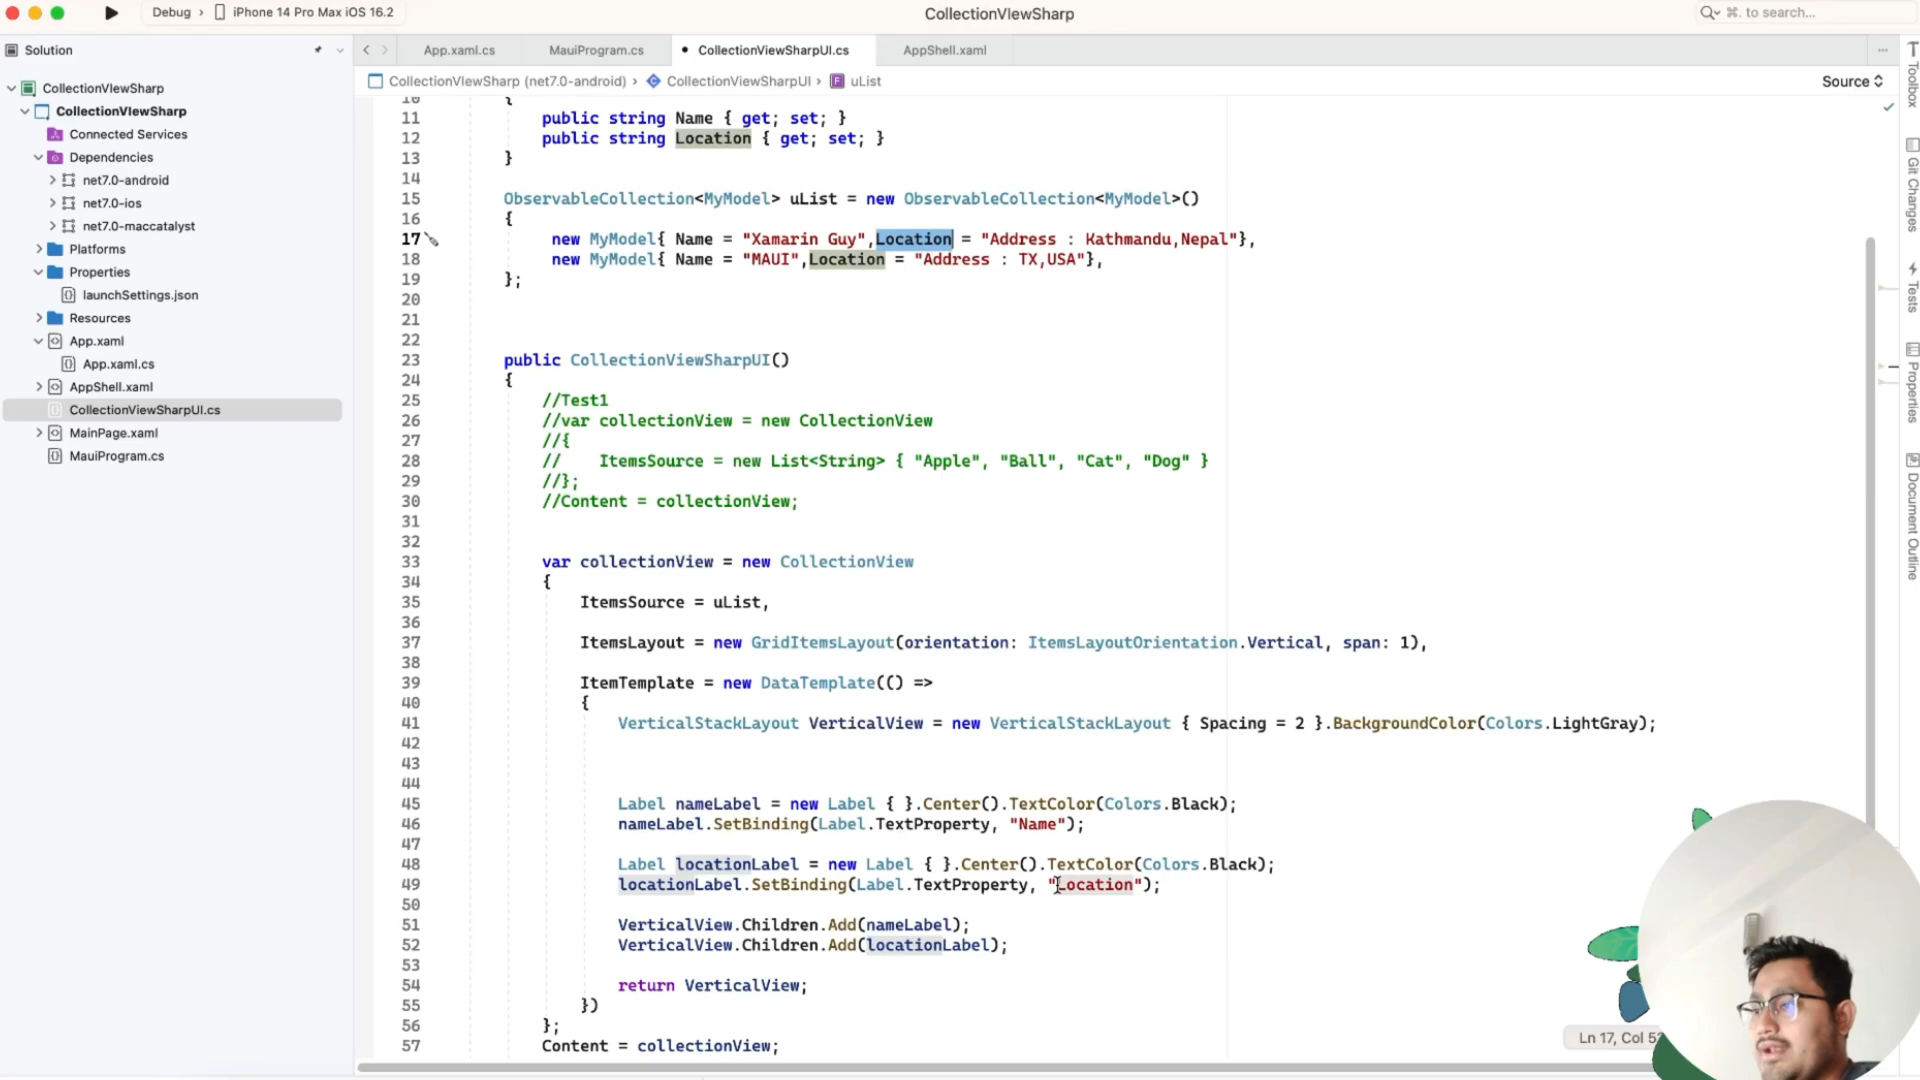 Debug > iPhone 14 Pro Max iOS 16.2
CollectionVIewSharp
⌘. to search...
Solution
App.xaml.cs
MauiProgram.cs
CollectionViewSharpUI.cs
AppShell.xaml
CollectionVIewSharp (net7.0-android) > CollectionViewSharpUI > uList
Source
CollectionVIewSharp
CollectionVIewSharp
Connected Services
Dependencies
net7.0-android
net7.0-ios
net7.0-maccatalyst
Platforms
Properties
launchSettings.json
Resources
App.xaml
App.xaml.cs
AppShell.xaml
CollectionViewSharpUI.cs
MainPage.xaml
MauiProgram.cs
10 {
11 public string Name { get; set; }
12 public string Location { get; set; }
13 }
14
15 ObservableCollection<MyModel> uList = new ObservableCollection<MyModel>()
16 {
17 new MyModel{ Name = "Xamarin Guy",Location = "Address : Kathmandu,Nepal"},
18 new MyModel{ Name = "MAUI",Location = "Address : TX,USA"},
19 };
20
21
22
23 public CollectionViewSharpUI()
24 {
25 //Test1
26 //var collectionView = new CollectionView
27 //{
28 // ItemsSource = new List<String> { "Apple", "Ball", "Cat", "Dog" }
29 //};
30 //Content = collectionView;
31
32
33 var collectionView = new CollectionView
34 {
35 ItemsSource = uList,
36
37 ItemsLayout = new GridItemsLayout(orientation: ItemsLayoutOrientation.Vertical, span: 1),
38
39 ItemTemplate = new DataTemplate(() =>
40 {
41 VerticalStackLayout VerticalView = new VerticalStackLayout { Spacing = 2 }.BackgroundColor(Colors.LightGray);
42
43
44
45 Label nameLabel = new Label { }.Center().TextColor(Colors.Black);
46 nameLabel.SetBinding(Label.TextProperty, "Name");
47
48 Label locationLabel = new Label { }.Center().TextColor(Colors.Black);
49 locationLabel.SetBinding(Label.TextProperty, "Location");
50
51 VerticalView.Children.Add(nameLabel);
52 VerticalView.Children.Add(locationLabel);
53
54 return VerticalView;
55 })
56 };
57 Content = collectionView;
Toolbox
Git Changes
Tests
Properties
Document Outline
Ln 17, Col